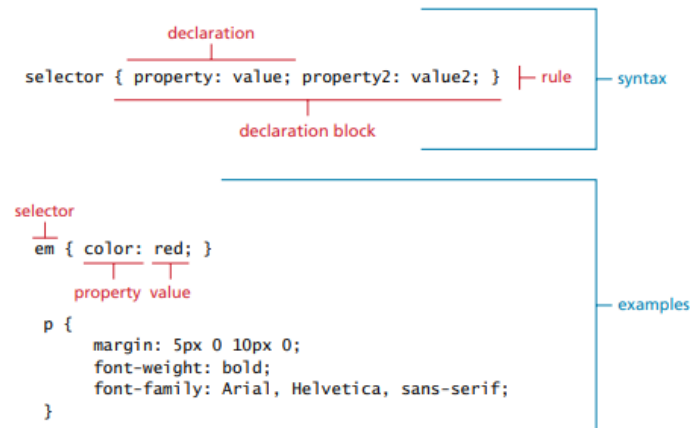 declaration
selector { property: value; property2: value2; }
rule
syntax
declaration block
selector
em { color: red; }
property value
examples
p {
margin: 5px 0 10px 0;
font-weight: bold;
font-family: Arial, Helvetica, sans-serif;
}